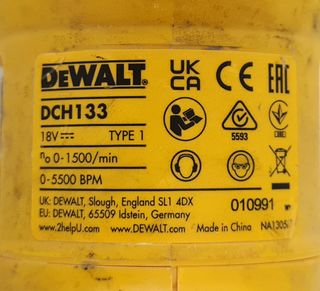 DEWALT
UK CA CE EAC
DCH133
18V TYPE 1
5593
n₀ 0-1500/min
0-5500 BPM
UK: DEWALT, Slough, England SL1 4DX
EU: DEWALT, 65509 Idstein, Germany
010991
www.2helpU.com www.DEWALT.com Made in China